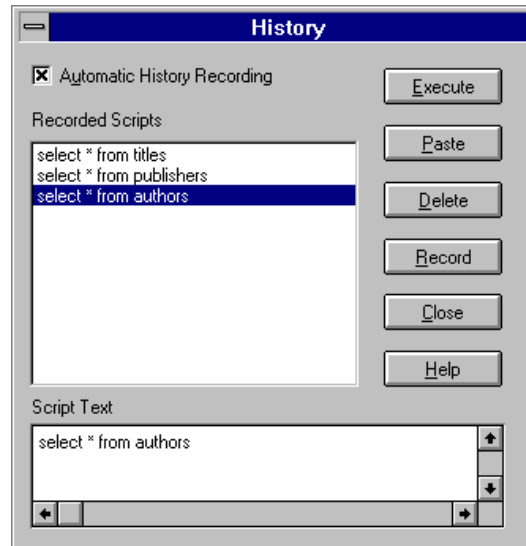 History
Automatic History Recording
Execute
Recorded Scripts
Paste
select * from titles
select * from publishers
select * from authors
Delete
Record
Close
Help
Script Text
select * from authors